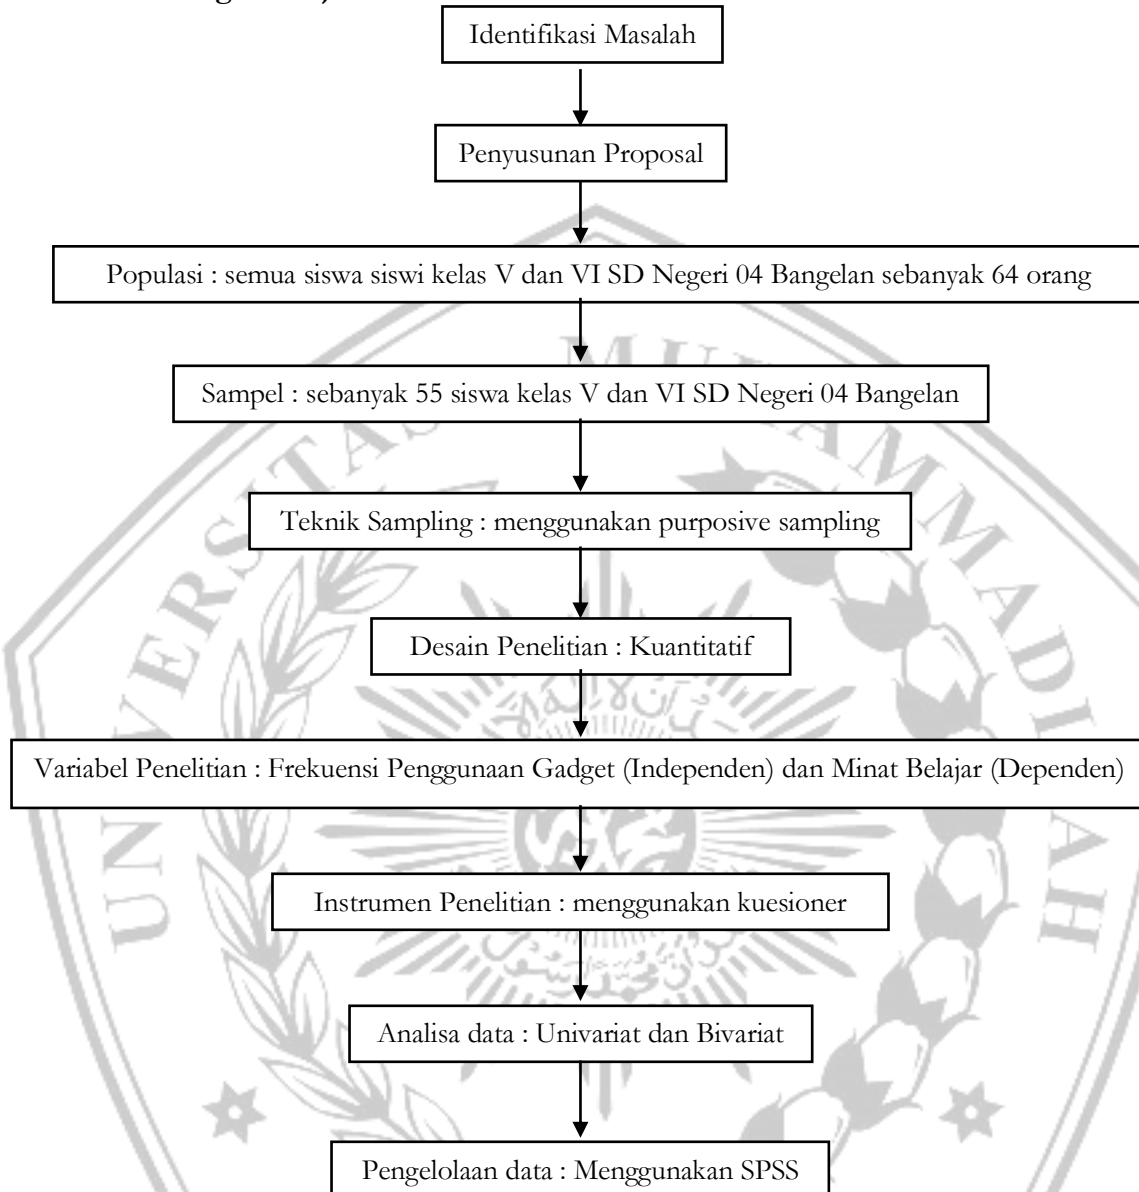 Identifikasi Masalah
Penyusunan Proposal
Populasi : semua siswa siswi kelas V dan VI SD Negeri 04 Bangelan sebanyak 64 orang
Sampel : sebanyak 55 siswa kelas V dan VI SD Negeri 04 Bangelan
Teknik Sampling : menggunakan purposive sampling
Desain Penelitian : Kuantitatif
Variabel Penelitian : Frekuensi Penggunaan Gadget (Independen) dan Minat Belajar (Dependen)
Instrumen Penelitian : menggunakan kuesioner
Analisa data : Univariat dan Bivariat
Pengelolaan data : Menggunakan SPSS